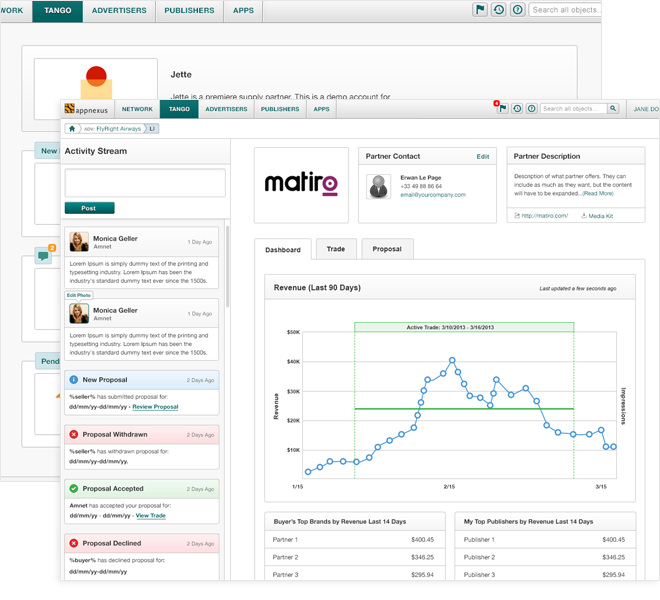 WORK
TANGO
ADVERTISERS
PUBLISHERS
APPS
Search all objects..
Jette
Jette is a premiere supply partner. This is a demo account for
New
2
Pend
appnexus
NETWORK
TANGO
ADVERTISERS
PUBLISHERS
APPS
4
Search all objects...
JANE DO
ADV: FlyRight Airways
LI
Activity Stream
Post
Monica Geller
Amnet
1 Day Ago
Lorem Ipsum is simply dummy text of the printing and
typesetting industry. Lorem Ipsum has been the
industry's standard dummy text ever since the 1500s.
Edit Photo
Monica Geller
Amnet
1 Day Ago
Lorem Ipsum is simply dummy text of the printing and
typesetting industry. Lorem Ipsum has been the
industry's standard dummy text ever since the 1500s.
New Proposal
2 Days Ago
%seller% has submitted proposal for:
dd/mm/yy-dd/mm/yy - Review Proposal
Proposal Withdrawn
2 Days Ago
%seller% has withdrawn proposal for:
dd/mm/yy-dd/mm/yy.
Proposal Accepted
2 Days Ago
Amnet has accepted your proposal for:
dd/mm/yy - dd/mm/yy - View Trade
Proposal Declined
2 Days Ago
%buyer% has declined proposal for:
dd/mm/yy-dd/mm/yy
matiro
Partner Contact
Edit
Erwan Le Page
+33 49 88 86 64
email@yourcompany.com
Partner Description
Description of what partner offers. They can
include as much as they want, but the content
will have to be expanded...(Read More)
http://matiro.com/
Media Kit
Dashboard
Trade
Proposal
Revenue (Last 90 Days)
Last updated a few seconds ago
Active Trade: 3/10/2013 - 3/16/2013
$50K
$40K
$30K
$20K
$10K
Revenue
Impressions
1/15
2/15
3/15
Buyer's Top Brands by Revenue Last 14 Days
Partner 1
$400.45
Partner 2
$346.25
Partner 3
$295.94
My Top Publishers by Revenue Last 14 Days
Publisher 1
$400.45
Publisher 2
$346.25
Publisher 3
$295.94